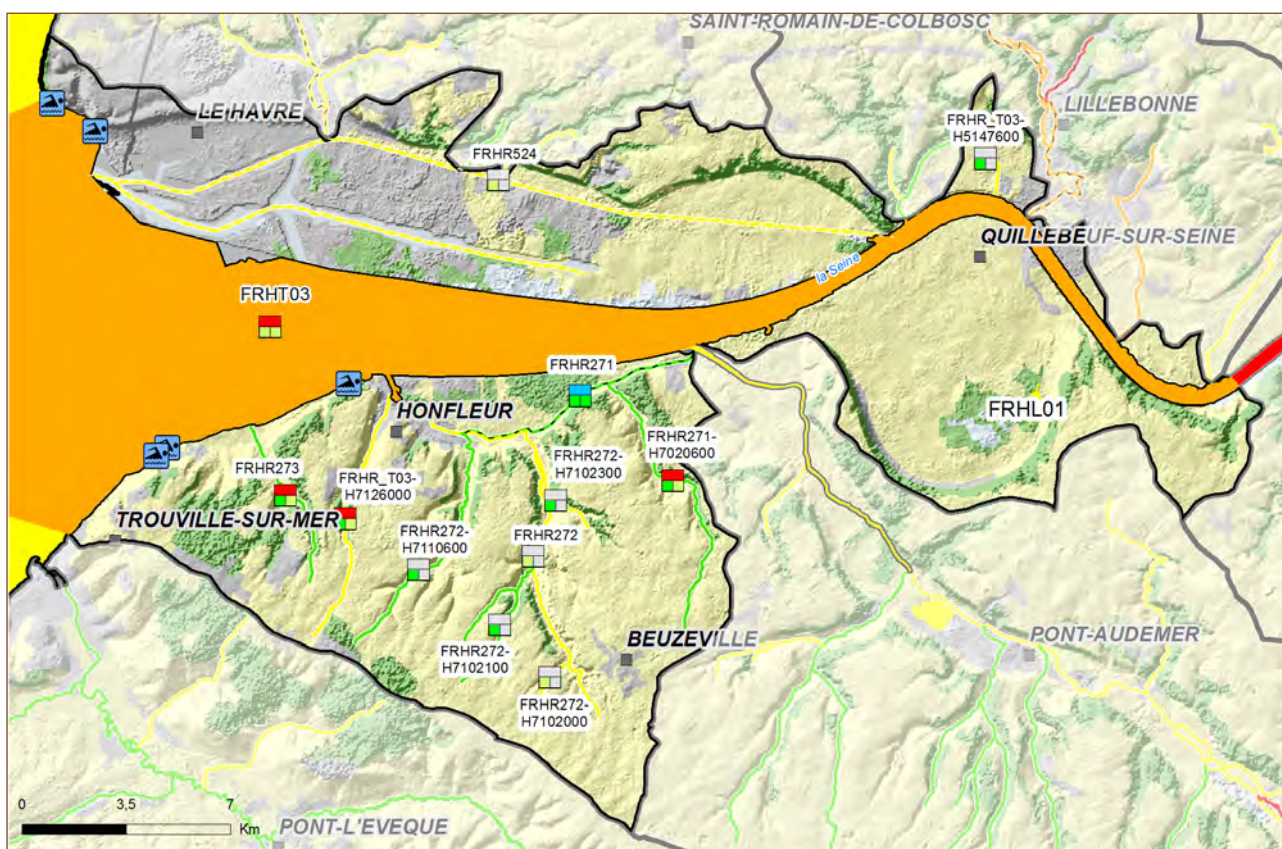 SAINT-ROMAIN-DE-COLBOSC
LE HAVRE
LILLEBONNE
FRHR_T03-
H5147600
FRHR524
QUILLEBEUF-SUR-SEINE
la Seine
FRHT03
FRHR271
HONFLEUR
FRHL01
FRHR271-
H7020600
FRHR272-
H7102300
FRHR273
FRHR_T03-
H7126000
TROUVILLE-SUR-MER
FRHR272-
H7110600
FRHR272
BEUZEVILLE
PONT-AUDEMER
FRHR272-
H7102100
FRHR272-
H7102000
0 3,5 7
Km
PONT-L'EVEQUE